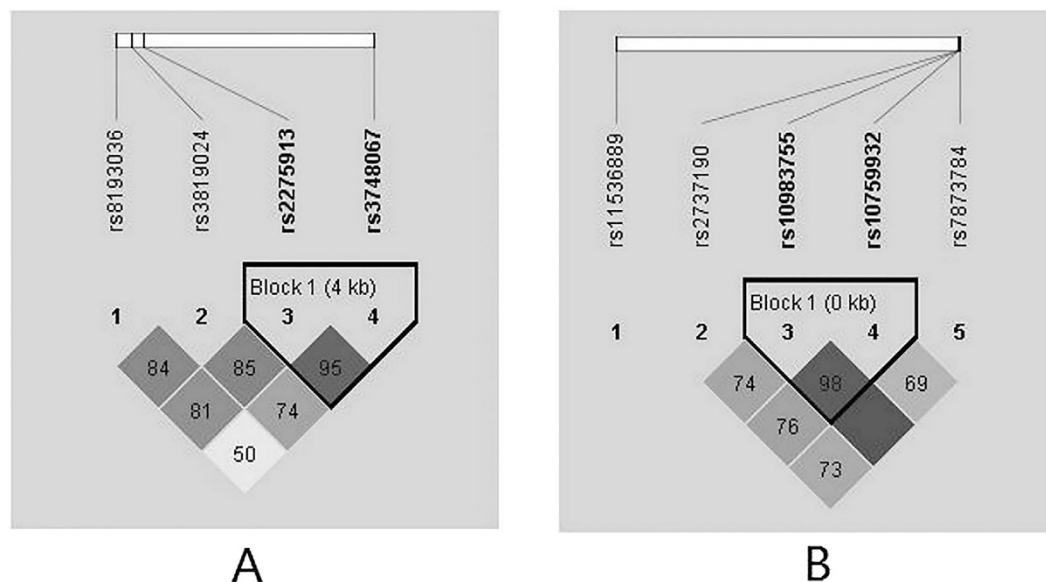 rs8193036
rs3819024
rs2275913
rs3748067
Block 1 (4 kb)
1 2 3 4
84 85 95
81 74
50
A
rs11536889
rs2737190
rs10983755
rs10759932
rs7873784
Block 1 (0 kb)
1 2 3 4 5
74 98 69
76
73
B